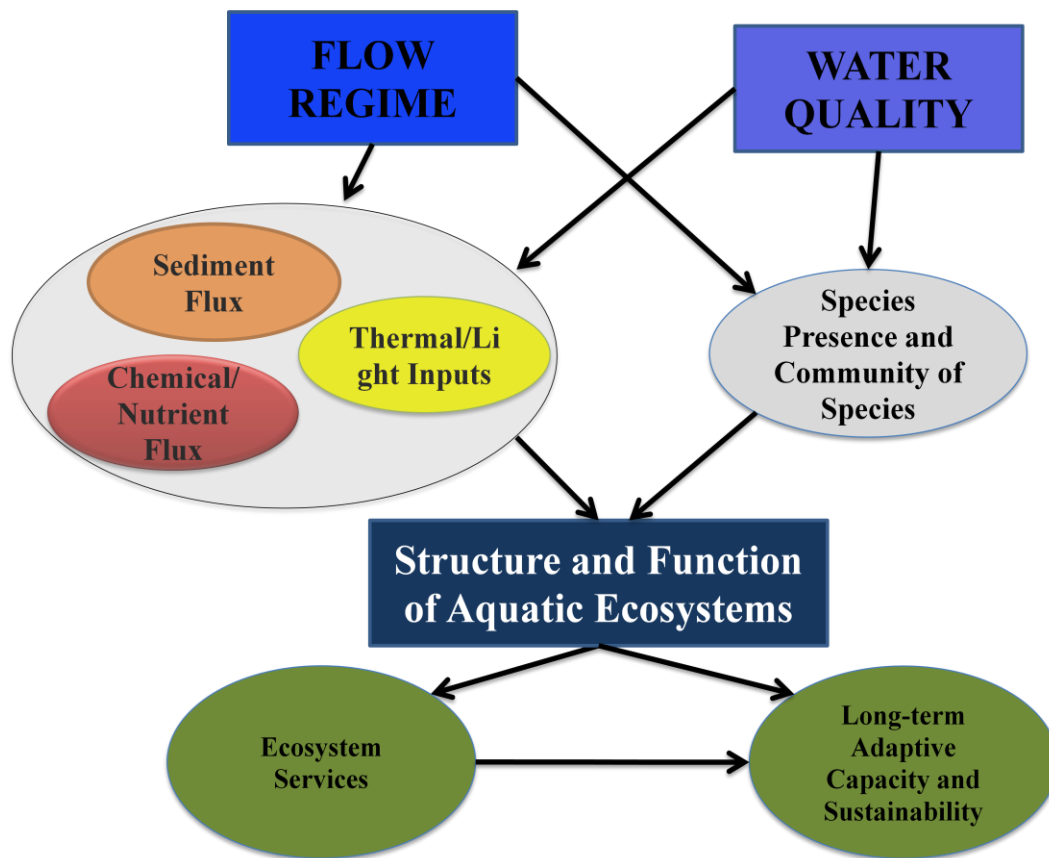 FLOW
REGIME
WATER
QUALITY
Sediment
Flux
Thermal/Li
ght Inputs
Chemical/
Nutrient
Flux
Species
Presence and
Community of
Species
Structure and Function
of Aquatic Ecosystems
Ecosystem
Services
Long-term
Adaptive
Capacity and
Sustainability